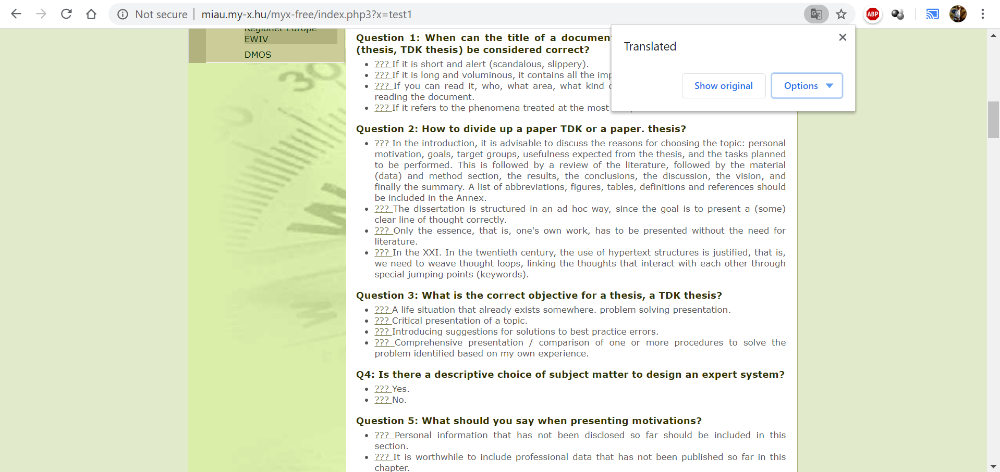 Not secure
miau.my-x.hu/myx-free/index.php3?x=test1
ABP
Translated
Show original
Options
Regionet Europe
EWIV
DMOS
Question 1: When can the title of a documen
(thesis, TDK thesis) be considered correct?
??? If it is short and alert (scandalous, slippery).
??? If it is long and voluminous, it contains all the imp
??? If you can read it, who, what area, what kind
reading the document.
??? If it refers to the phenomena treated at the most
Question 2: How to divide up a paper TDK or a paper. thesis?
??? In the introduction, it is advisable to discuss the reasons for choosing the topic: personal
motivation, goals, target groups, usefulness expected from the thesis, and the tasks planned
to be performed. This is followed by a review of the literature, followed by the material
(data) and method section, the results, the conclusions, the discussion, the vision, and
finally the summary. A list of abbreviations, figures, tables, definitions and references should
be included in the Annex.
??? The dissertation is structured in an ad hoc way, since the goal is to present a (some)
clear line of thought correctly.
??? Only the essence, that is, one's own work, has to be presented without the need for
literature.
??? In the XXI. In the twentieth century, the use of hypertext structures is justified, that is,
we need to weave thought loops, linking the thoughts that interact with each other through
special jumping points (keywords).
Question 3: What is the correct objective for a thesis, a TDK thesis?
??? A life situation that already exists somewhere. problem solving presentation.
??? Critical presentation of a topic.
??? Introducing suggestions for solutions to best practice errors.
??? Comprehensive presentation / comparison of one or more procedures to solve the
problem identified based on my own experience.
Q4: Is there a descriptive choice of subject matter to design an expert system?
??? Yes.
??? No.
Question 5: What should you say when presenting motivations?
??? Personal information that has not been disclosed so far should be included in this
section.
??? It is worthwhile to include professional data that has not been published so far in this
chapter.
30